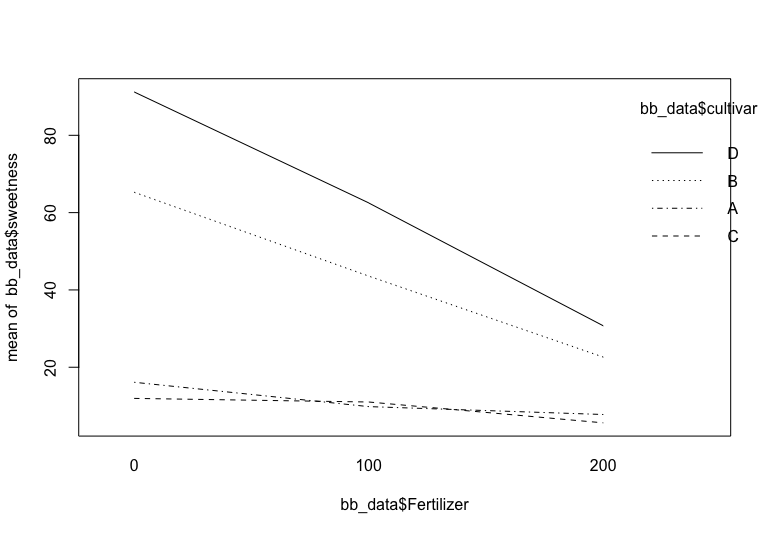 bb_data$cultivar
D
B
A
C
mean of  bb_data$sweetness
80
60
40
20
0
100
200
bb_data$Fertilizer